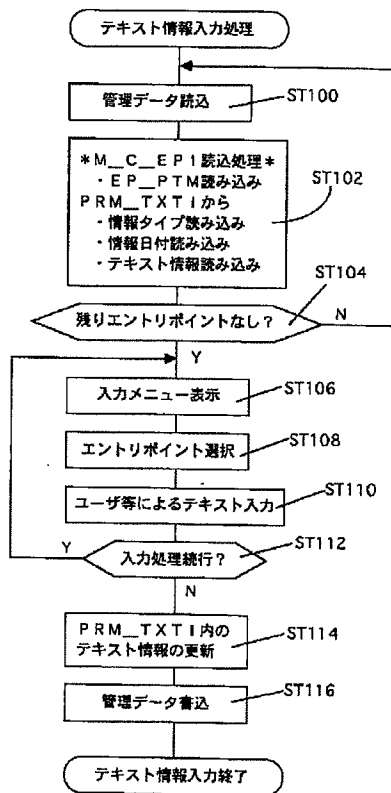 テキスト情報入力処理
管理データ読込
ST100
＊M＿C＿EPI読込処理＊
・EP＿PTM読み込み
PRM＿TXTIから
・情報タイプ読み込み
・情報日付読み込み
・テキスト情報読み込み
ST102
ST104
残りエントリポイントなし？
N
Y
入力メニュー表示
ST106
エントリポイント選択
ST108
ユーザ等によるテキスト入力
ST110
Y
入力処理続行？
ST112
N
PRM＿TXTI内の
テキスト情報の更新
ST114
管理データ書込
ST116
テキスト情報入力終了